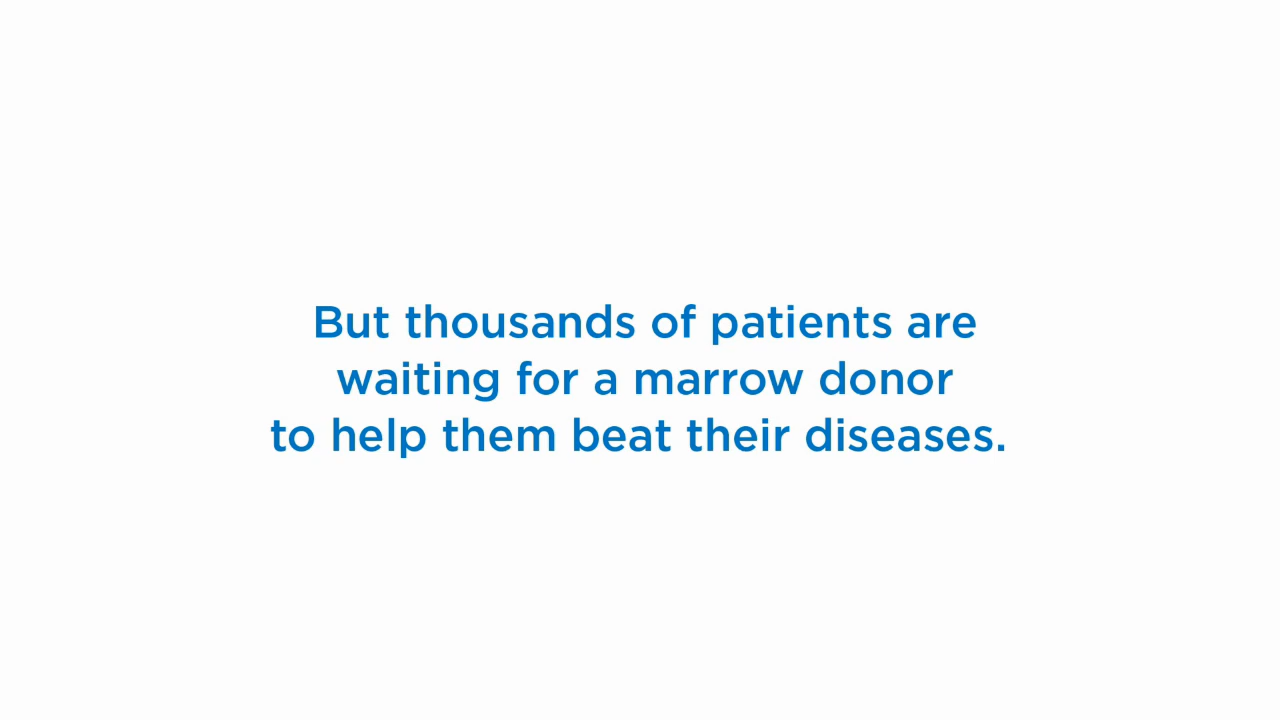 But thousands of patients are
waiting for a marrow donor
to help them beat their diseases.